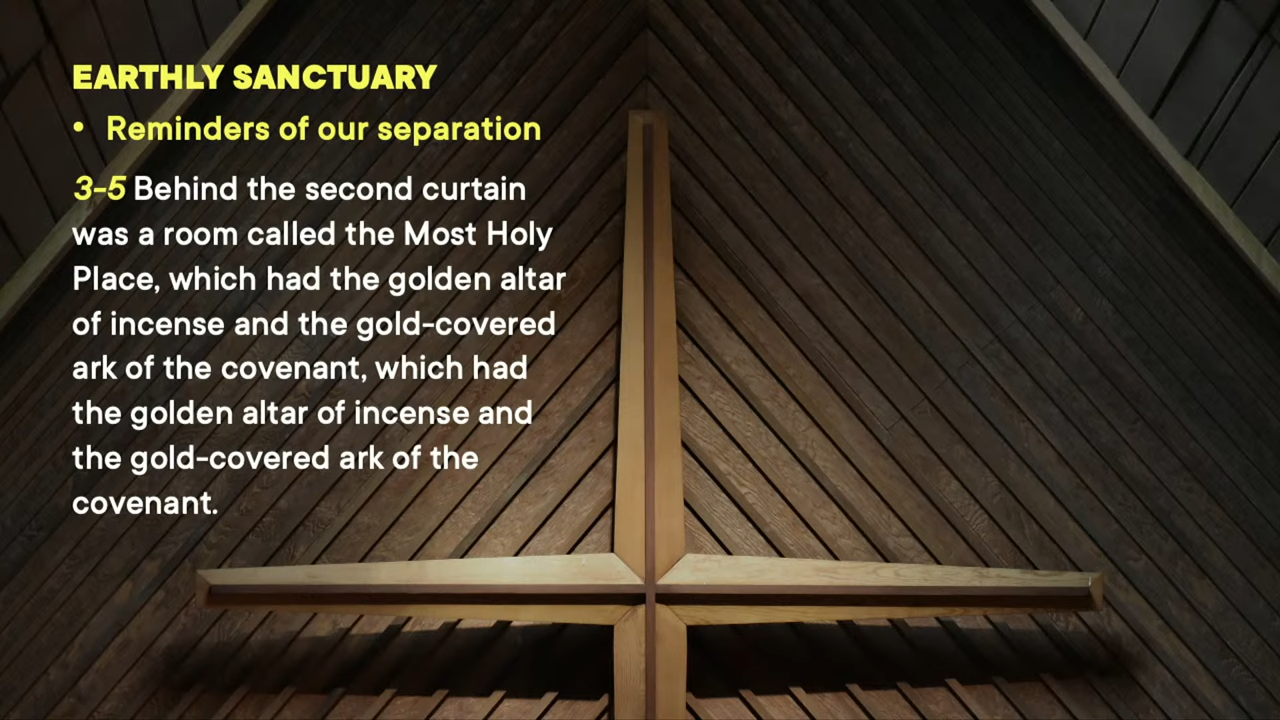 EARTHLY SANCTUARY
• Reminders of our separation
3-5 Behind the second curtain
was a room called the Most Holy
Place, which had the golden altar
of incense and the gold-covered
ark of the covenant, which had
the golden altar of incense and
the gold-covered ark of the
covenant.